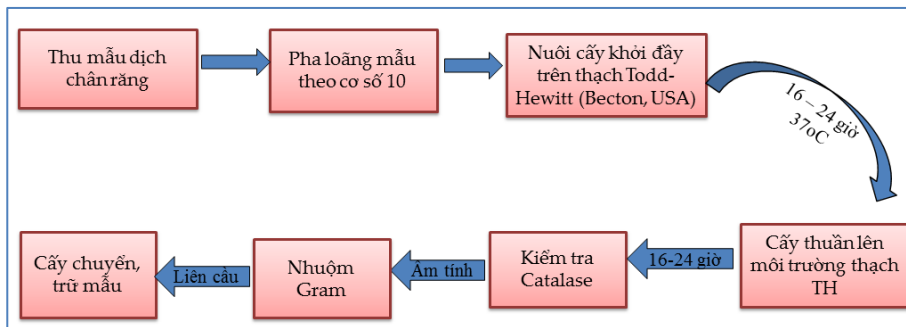 Thu mẫu dịch
chân răng
Pha loãng mẫu
theo cơ số 10
Nuôi cấy khởi đầy
trên thạch Todd-
Hewitt (Becton, USA)
16 – 24 giờ
37oC
Cấy thuần lên
môi trường thạch
TH
16-24 giờ
Kiểm tra
Catalase
Âm tính
Nhuộm
Gram
Liên cầu
Cấy chuyển,
trữ mẫu